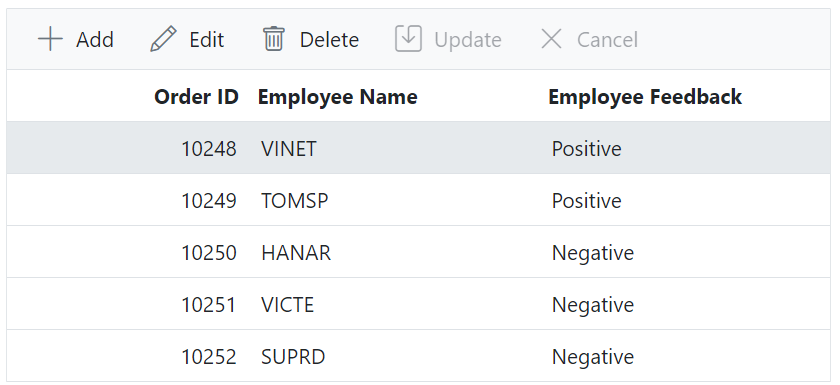 Add Edit Delete Update Cancel
Order ID Employee Name Employee Feedback
10248 VINET Positive
10249 TOMSP Positive
10250 HANAR Negative
10251 VICTE Negative
10252 SUPRD Negative